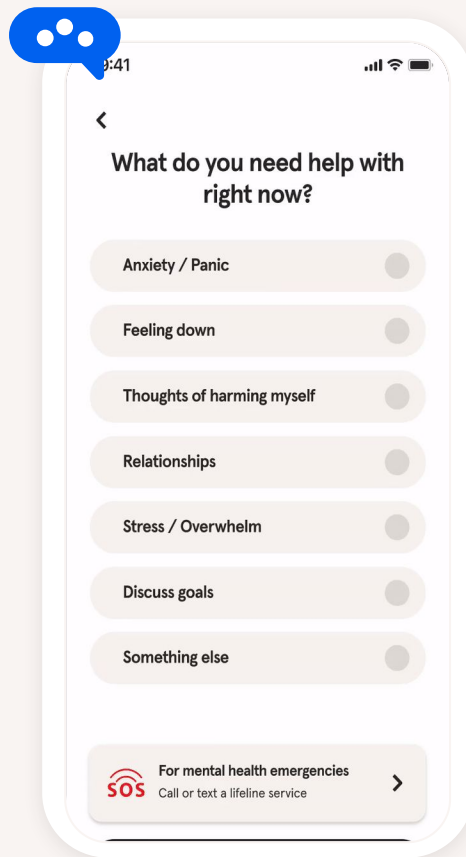 9:41
What do you need help with
right now?
Anxiety / Panic
Feeling down
Thoughts of harming myself
Relationships
Stress / Overwhelm
Discuss goals
Something else
SOS
For mental health emergencies
Call or text a lifeline service